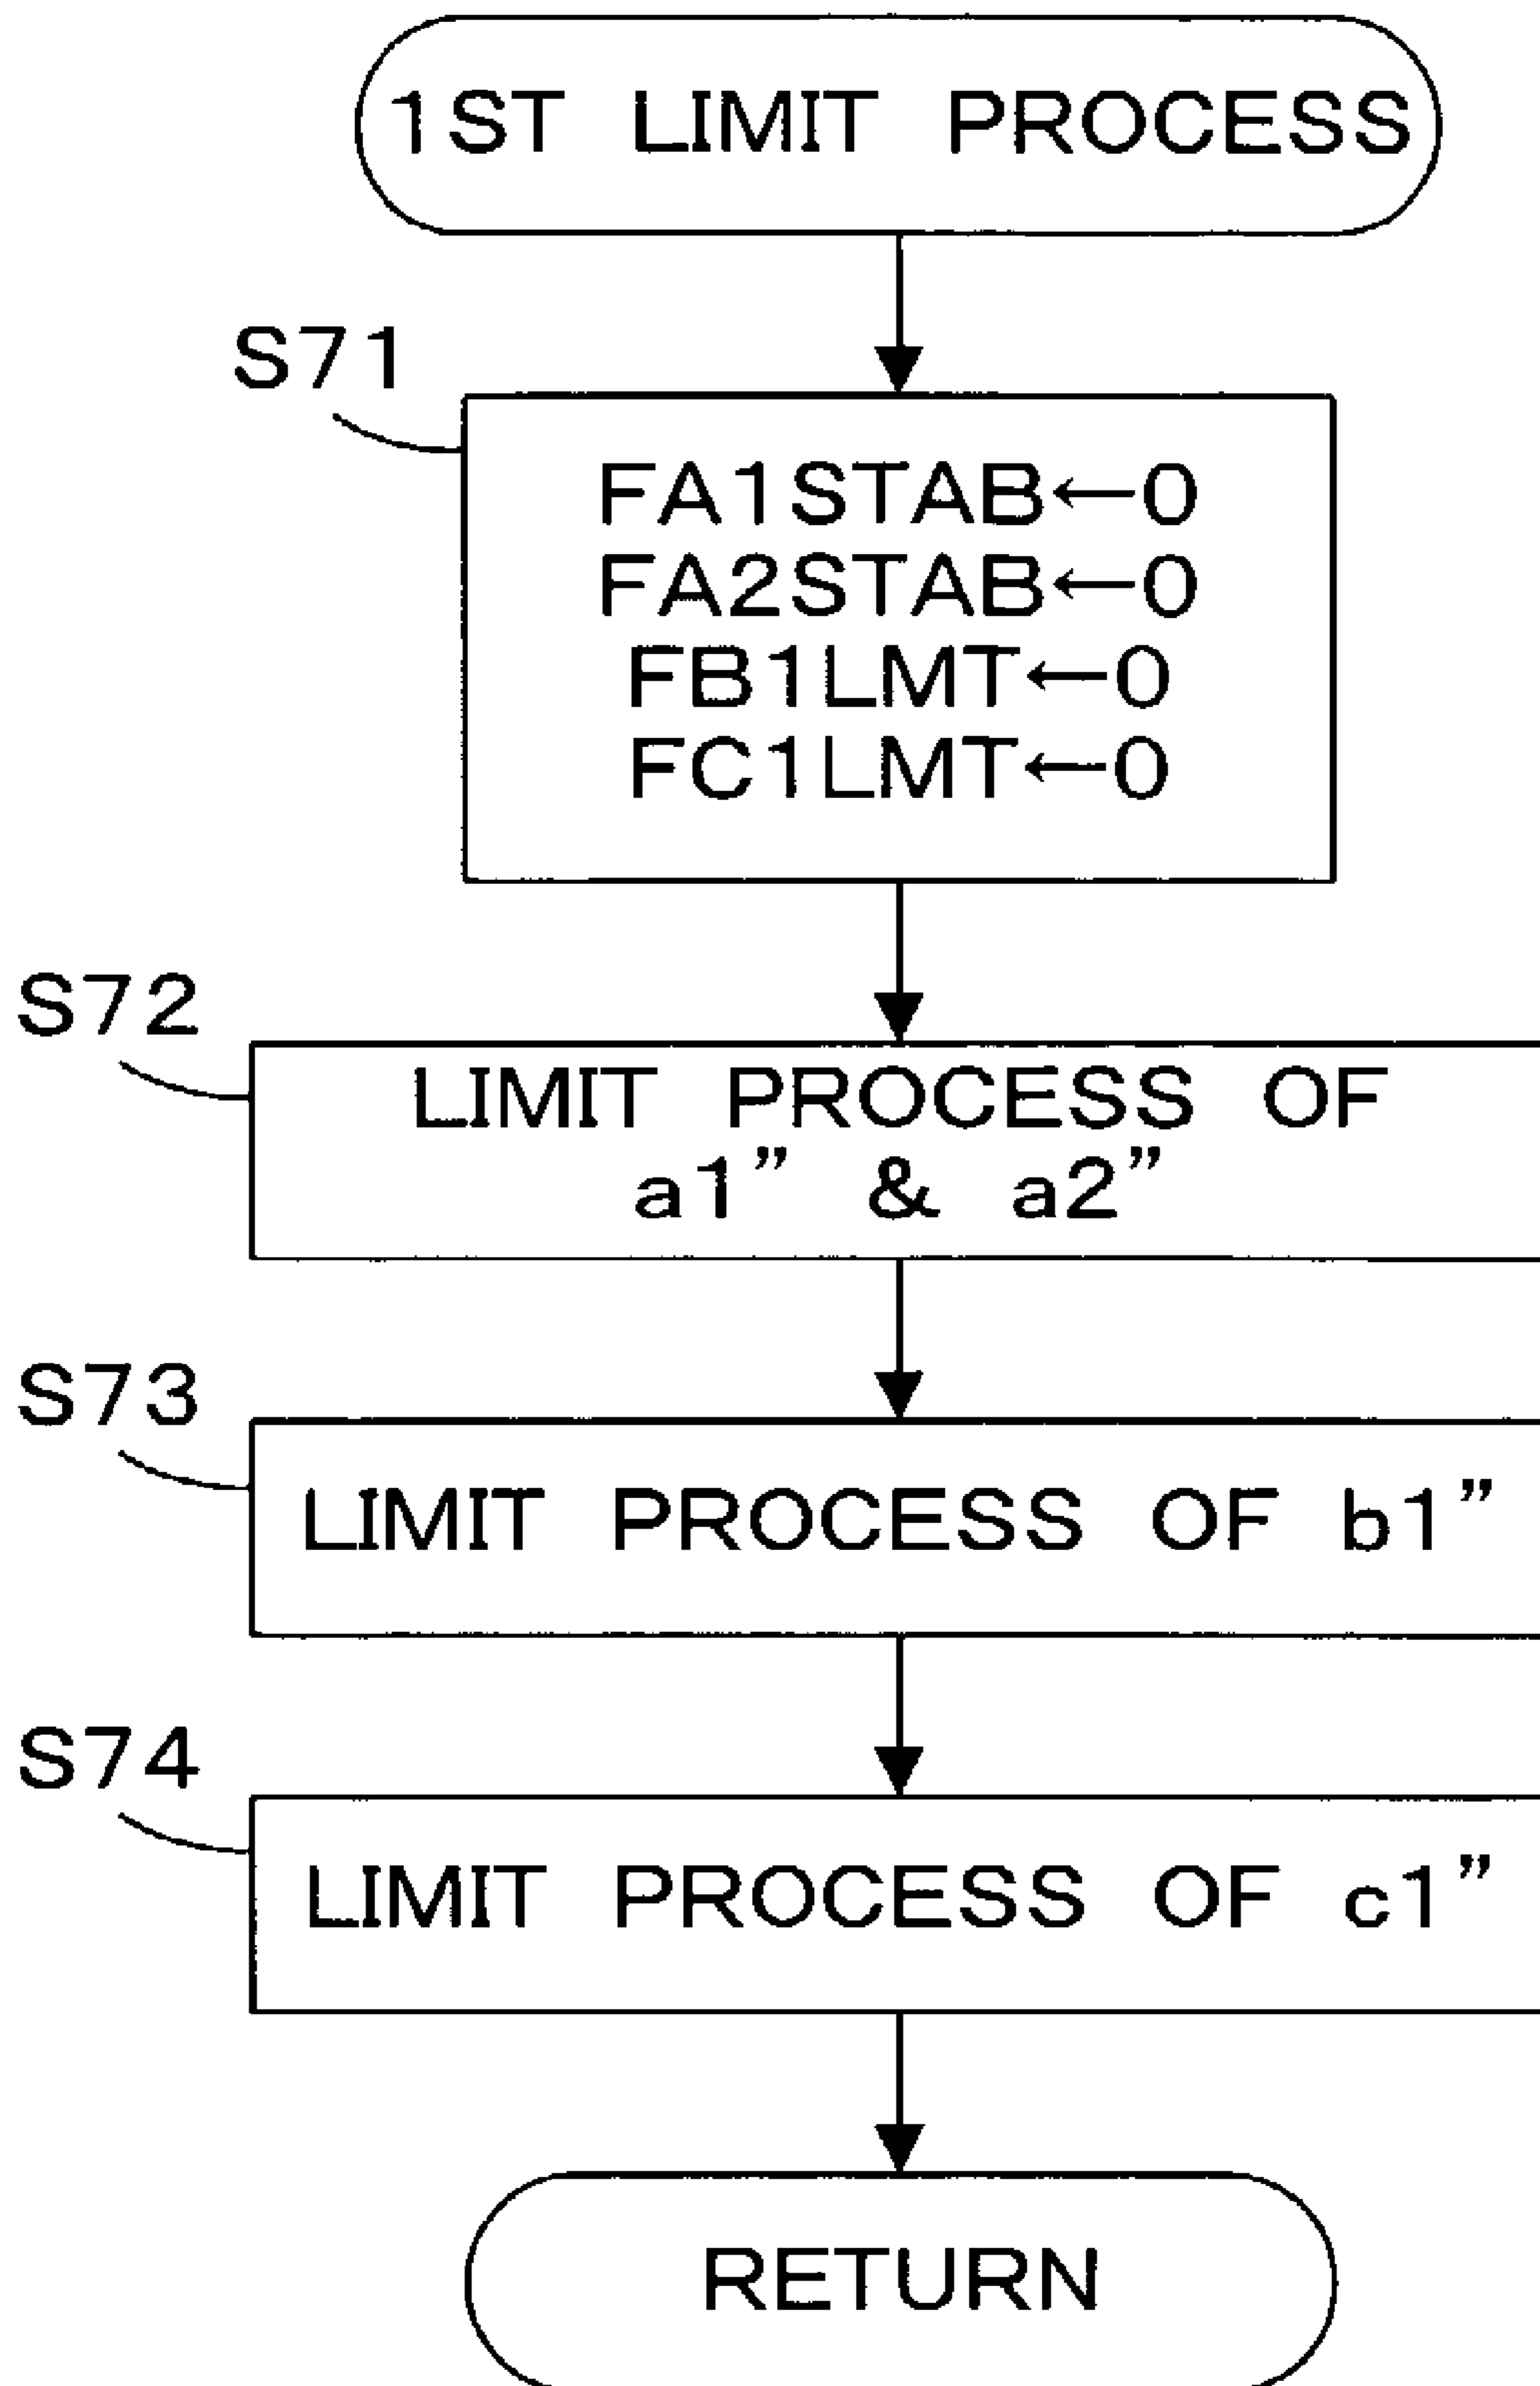 1ST LIMIT PROCESS
S71
FA1STAB←0
FA2STAB←0
FB1LMT←0
FC1LMT←0
S72
LIMIT PROCESS OF
a1” & a2”
S73
LIMIT PROCESS OF b1”
S74
LIMIT PROCESS OF c1”
RETURN